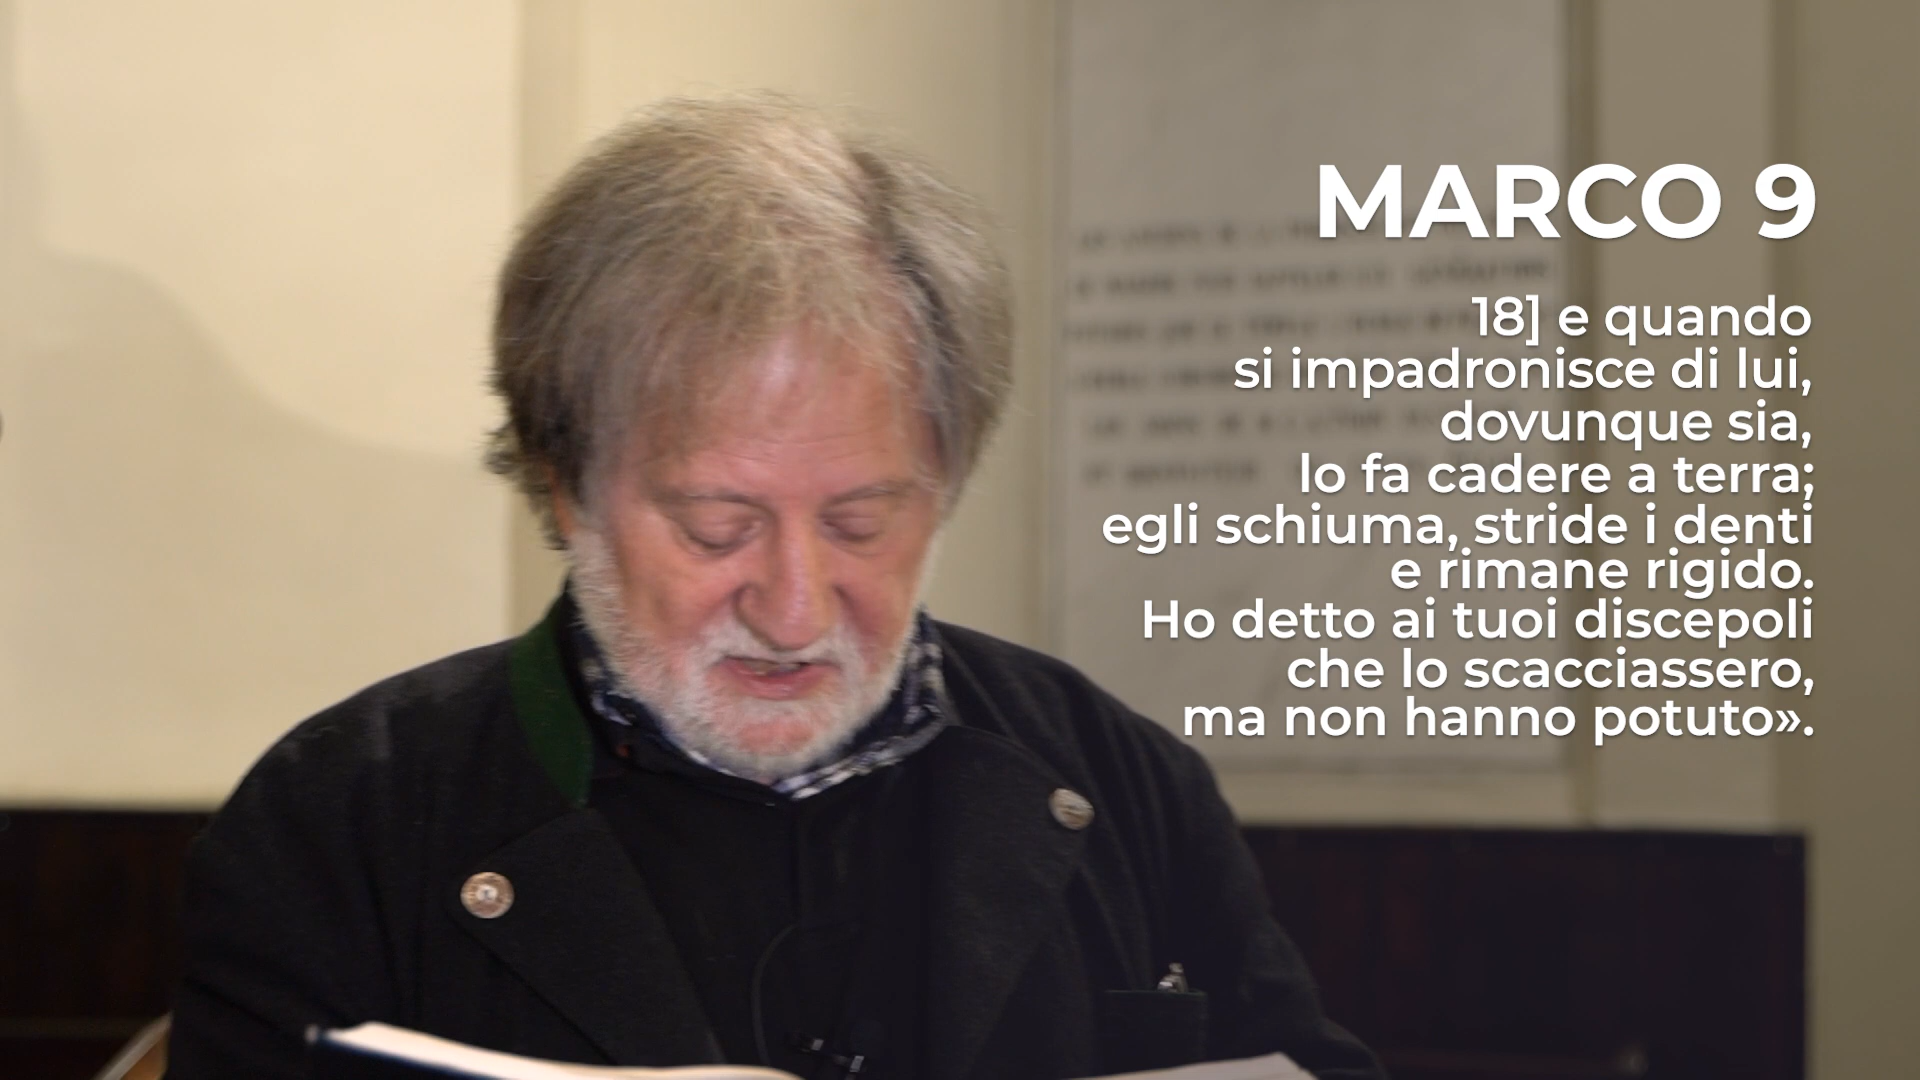 MARCO 9
18] e quando
si impadronisce di lui,
dovunque sia,
lo fa cadere a terra;
egli schiuma, stride i denti
e rimane rigido.
Ho detto ai tuoi discepoli
che lo scacciassero,
ma non hanno potuto».